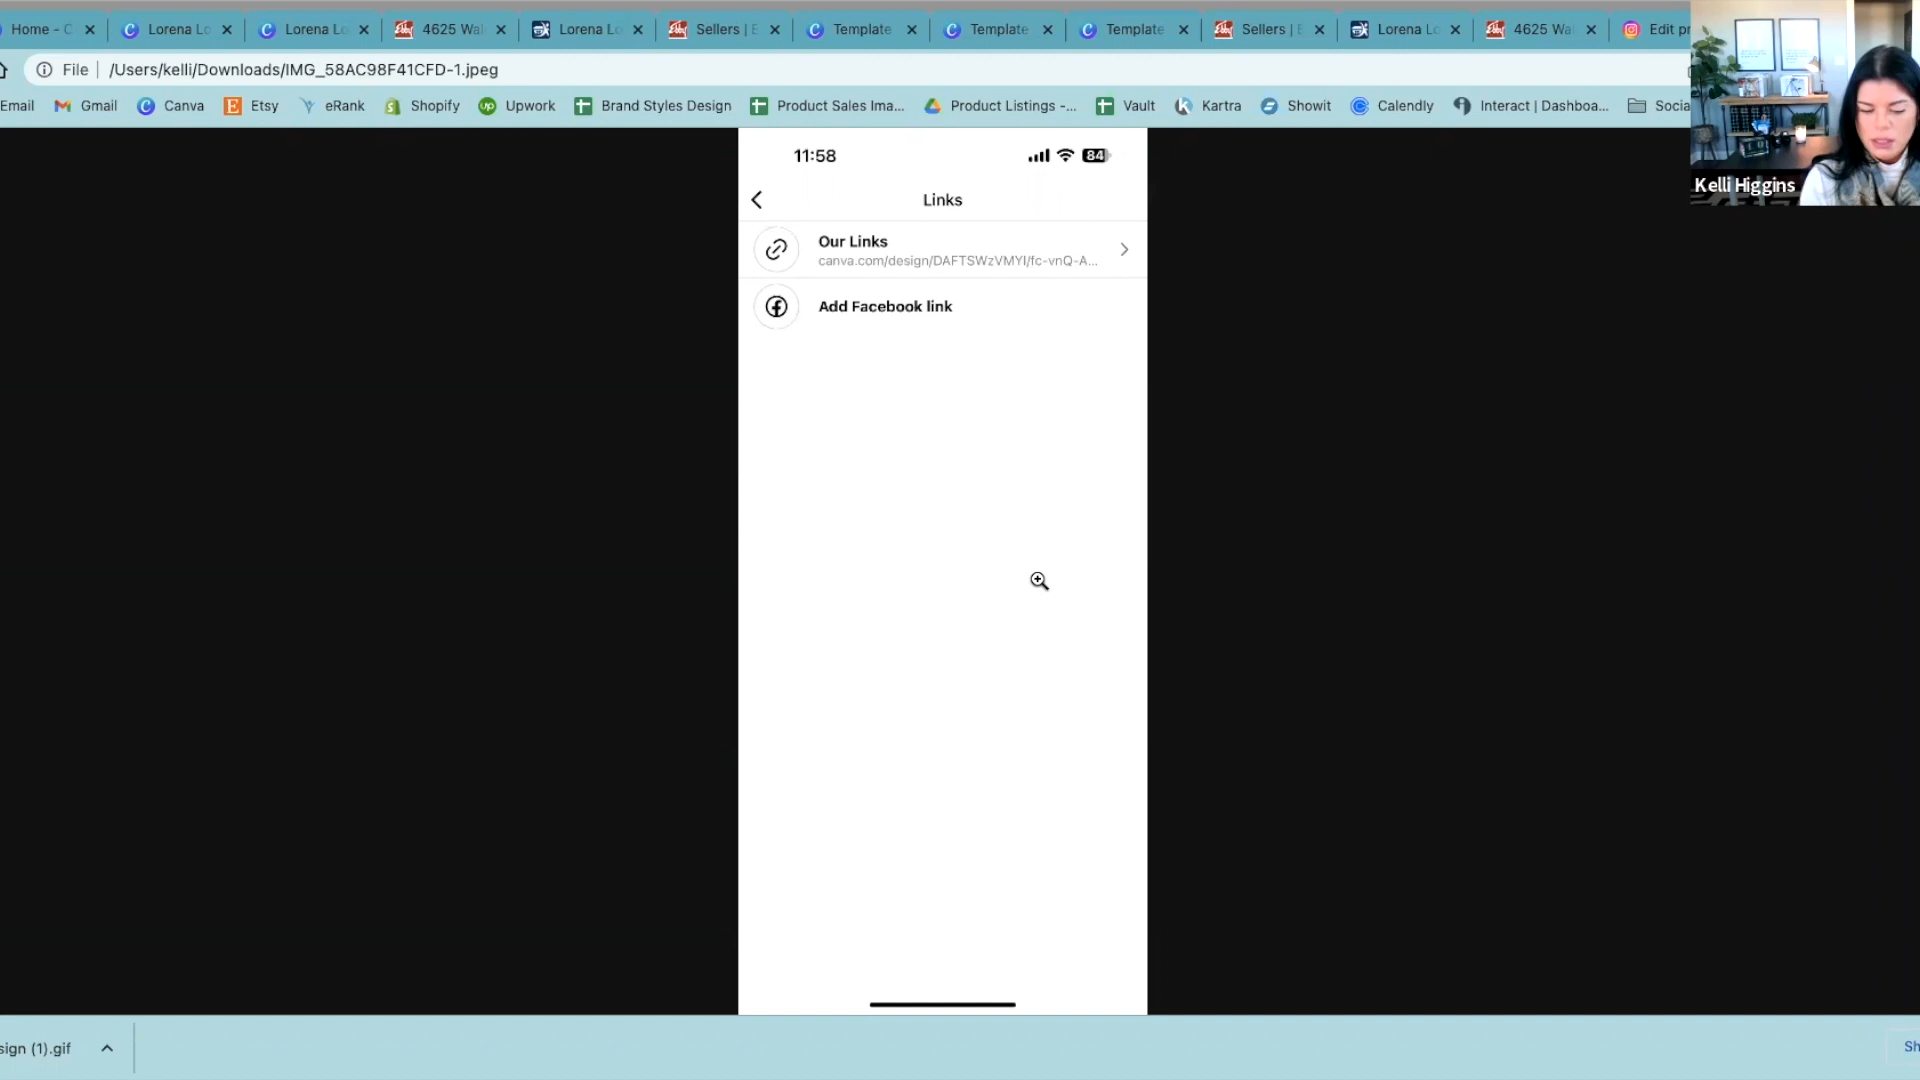 Home - C
Lorena Lo
Lorena Lo
4625 Wal
Lorena Lo
Sellers | E
Template
Template
Template
Sellers | E
Lorena Lo
4625 Wal
Edit pr
File
/Users/kelli/Downloads/IMG_58AC98F41CFD-1.jpeg
Email
Gmail
Canva
Etsy
eRank
Shopify
Upwork
Brand Styles Design
Product Sales Ima...
Product Listings -...
Vault
Kartra
Showit
Calendly
Interact | Dashboa...
Socia
Kelli Higgins
11:58
84
Links
Our Links
canva.com/design/DAFTSWzVMYI/fc-vnQ-A...
Add Facebook link
sign (1).gif
Sh